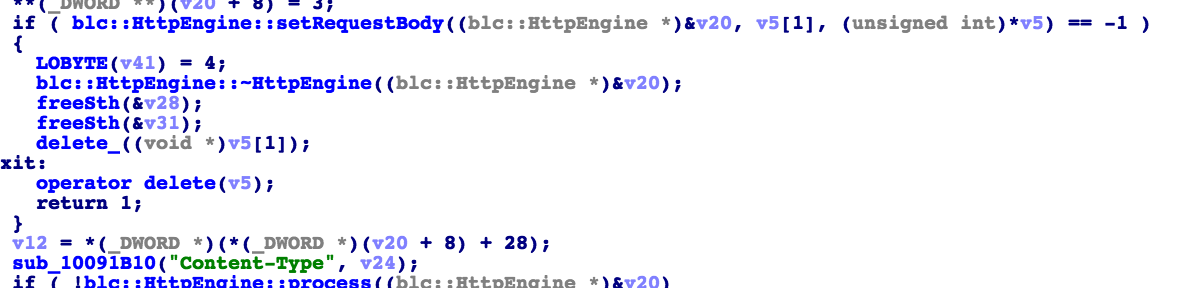 **(_DWORD **)(v20 + 8) = 3;
if ( blc::HttpEngine::setRequestBody((blc::HttpEngine *)&v20, v5[1], (unsigned int)*v5) == -1 )
{
LOBYTE(v41) = 4;
blc::HttpEngine::~HttpEngine((blc::HttpEngine *)&v20);
freeSth(&v28);
freeSth(&v31);
delete_((void *)v5[1]);
xit:
operator delete(v5);
return 1;
}
v12 = *(_DWORD *)(*(_DWORD *)(v20 + 8) + 28);
sub_10091B10("Content-Type", v24);
if ( !blc::HttpEngine::process((blc::HttpEngine *)&v20)